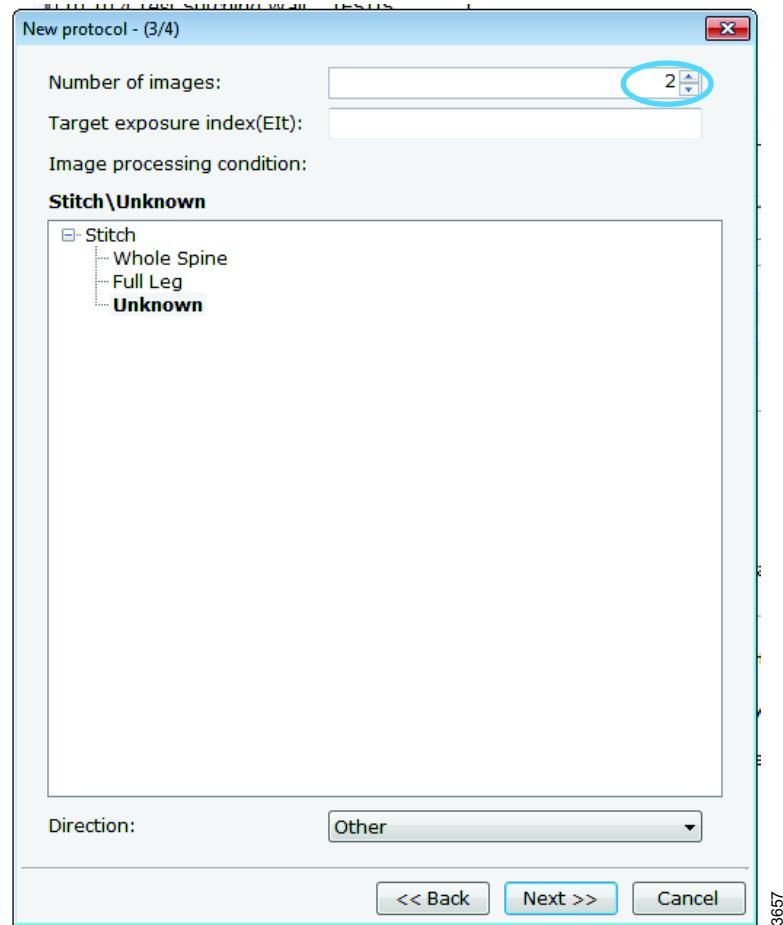 New protocol - (3/4)
Number of images: 2
Target exposure index(EIt):
Image processing condition:
Stitch\Unknown
Stitch
Whole Spine
Full Leg
Unknown
Direction: Other
<< Back Next >> Cancel
3657